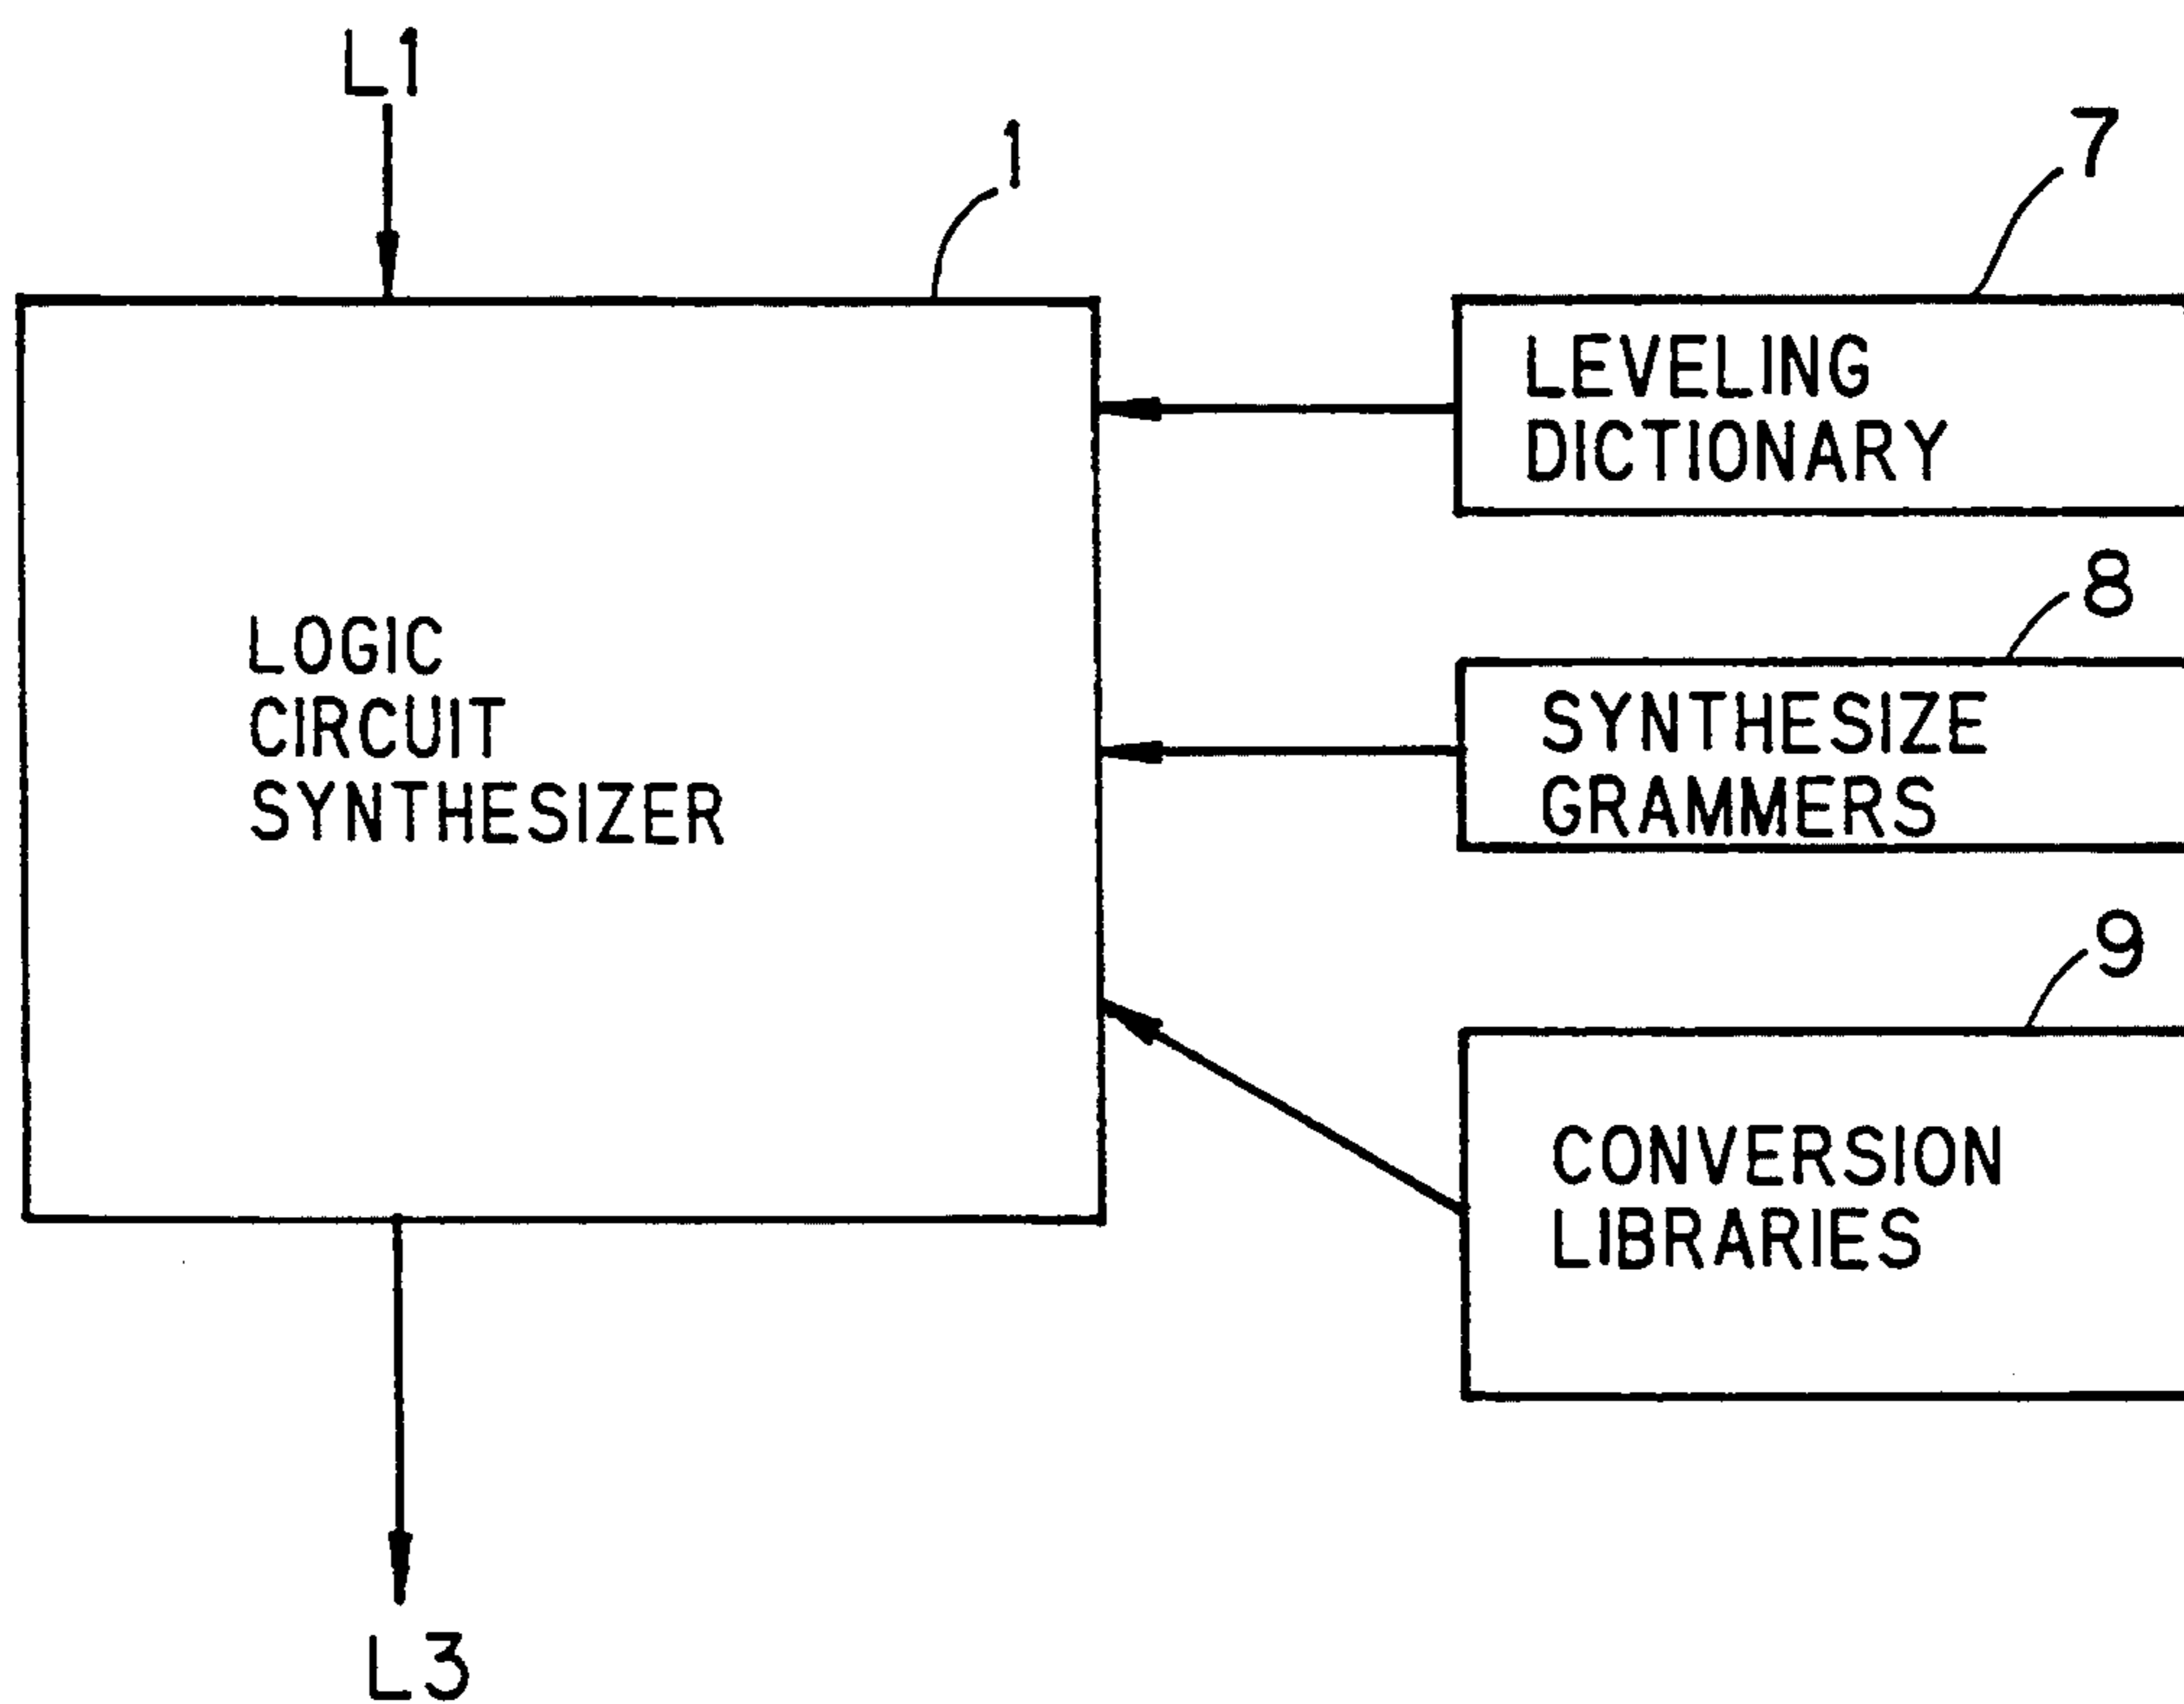 L1
1
7
LEVELING
DICTIONARY
8
LOGIC
CIRCUIT
SYNTHESIZER
SYNTHESIZE
GRAMMERS
9
CONVERSION
LIBRARIES
L3